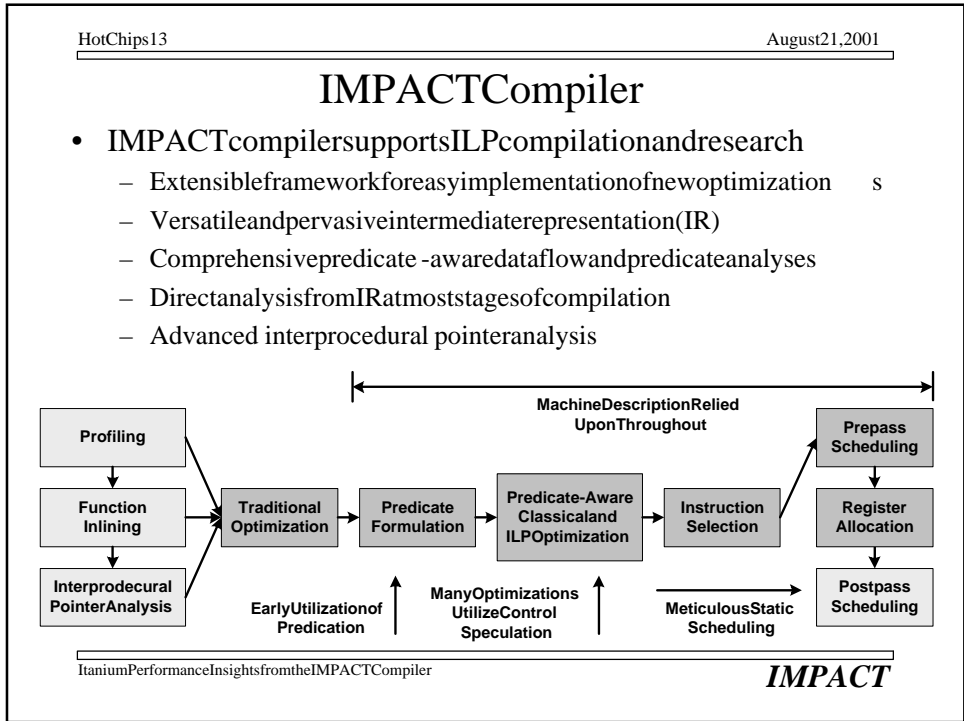 HotChips13 August21,2001
IMPACTCompiler
• IMPACTcompilersupportsILPcompilationandresearch
– Extensibleframeworkforeasyimplementationofnewoptimization s
– Versatileandpervasiveintermediaterepresentation(IR)
– Comprehensivepredicate -awaredataflowandpredicateanalyses
– DirectanalysisfromIRatmoststagesofcompilation
– Advanced interprocedural pointeranalysis
MachineDescriptionRelied
UponThroughout
Profiling
Function
Inlining
Interprodecural
PointerAnalysis
Traditional
Optimization
Predicate
Formulation
Predicate-Aware
Classicaland
ILPOptimization
Instruction
Selection
Prepass
Scheduling
Register
Allocation
Postpass
Scheduling
EarlyUtilizationof
Predication
ManyOptimizations
UtilizeControl
Speculation
MeticulousStatic
Scheduling
ItaniumPerformanceInsightsfromtheIMPACTCompiler
IMPACT